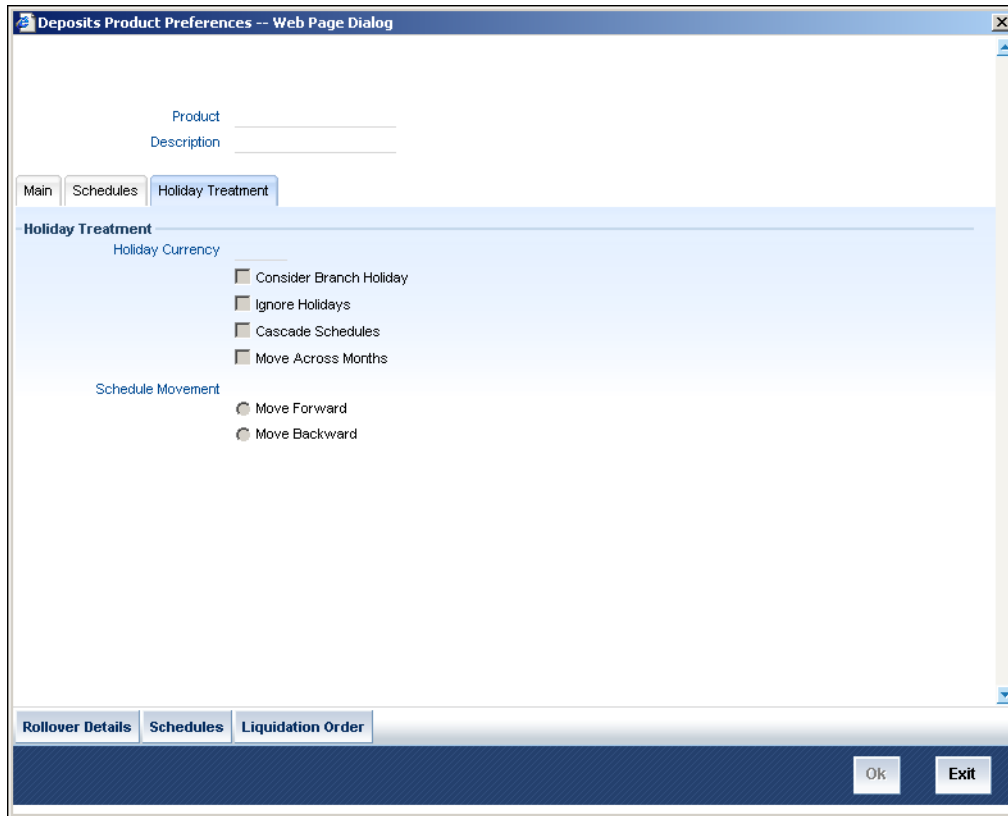 Deposits Product Preferences -- Web Page Dialog
Product
Description
Main Schedules Holiday Treatment
Holiday Treatment
Holiday Currency
Consider Branch Holiday
Ignore Holidays
Cascade Schedules
Move Across Months
Schedule Movement
Move Forward
Move Backward
Rollover Details Schedules Liquidation Order
Ok Exit